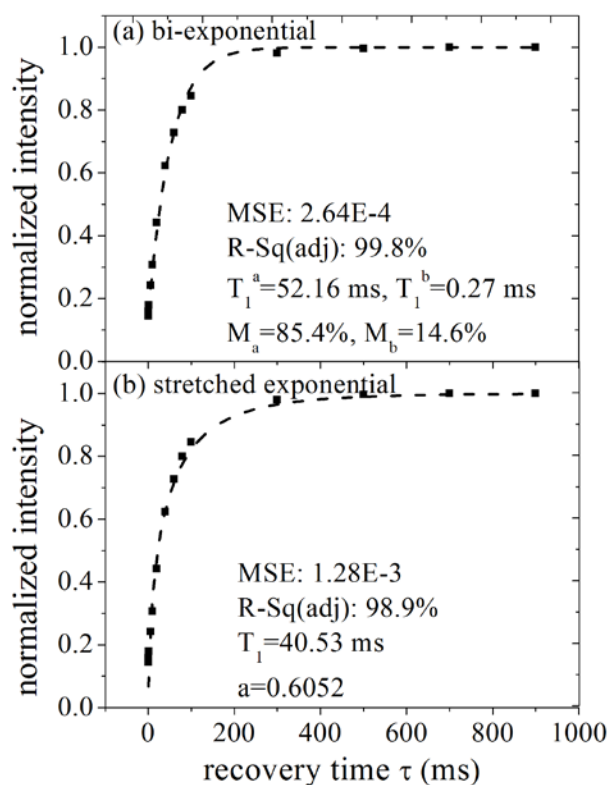 (a) bi-exponential
normalized intensity
1.0
0.8
0.6
0.4
0.2
0.0
MSE: 2.64E-4
R-Sq(adj): 99.8%
T₁ᵃ=52.16 ms, T₁ᵇ=0.27 ms
Mₐ=85.4%, M_b=14.6%
(b) stretched exponential
normalized intensity
1.0
0.8
0.6
0.4
0.2
0.0
MSE: 1.28E-3
R-Sq(adj): 98.9%
T₁=40.53 ms
a=0.6052
0 200 400 600 800 1000
recovery time τ (ms)